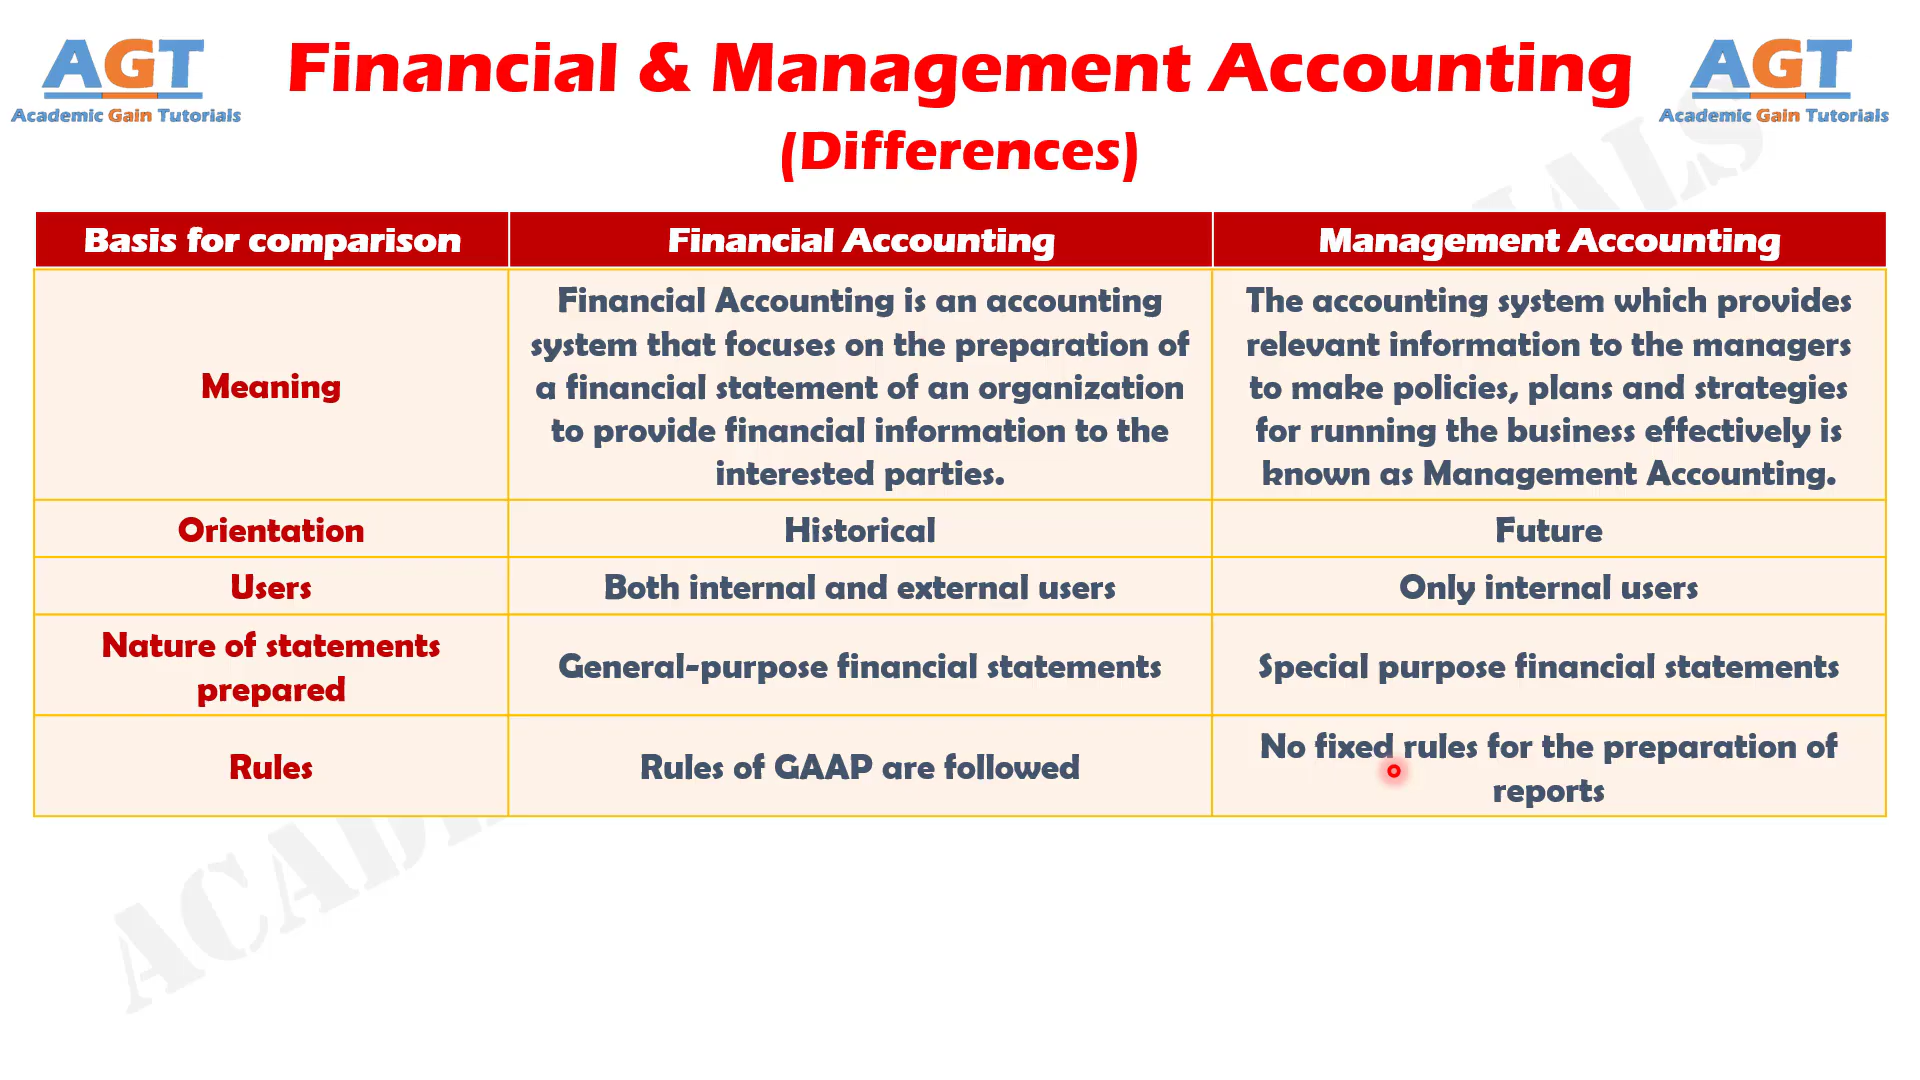 AGT
Academic Gain Tutorials
Financial & Management Accounting
(Differences)
AGT
Academic Gain Tutorials
Basis for comparison
Financial Accounting
Management Accounting
Meaning
Financial Accounting is an accounting
system that focuses on the preparation of
a financial statement of an organization
to provide financial information to the
interested parties.
The accounting system which provides
relevant information to the managers
to make policies, plans and strategies
for running the business effectively is
known as Management Accounting.
Orientation
Historical
Future
Users
Both internal and external users
Only internal users
Nature of statements
prepared
General-purpose financial statements
Special purpose financial statements
Rules
Rules of GAAP are followed
No fixed rules for the preparation of
reports